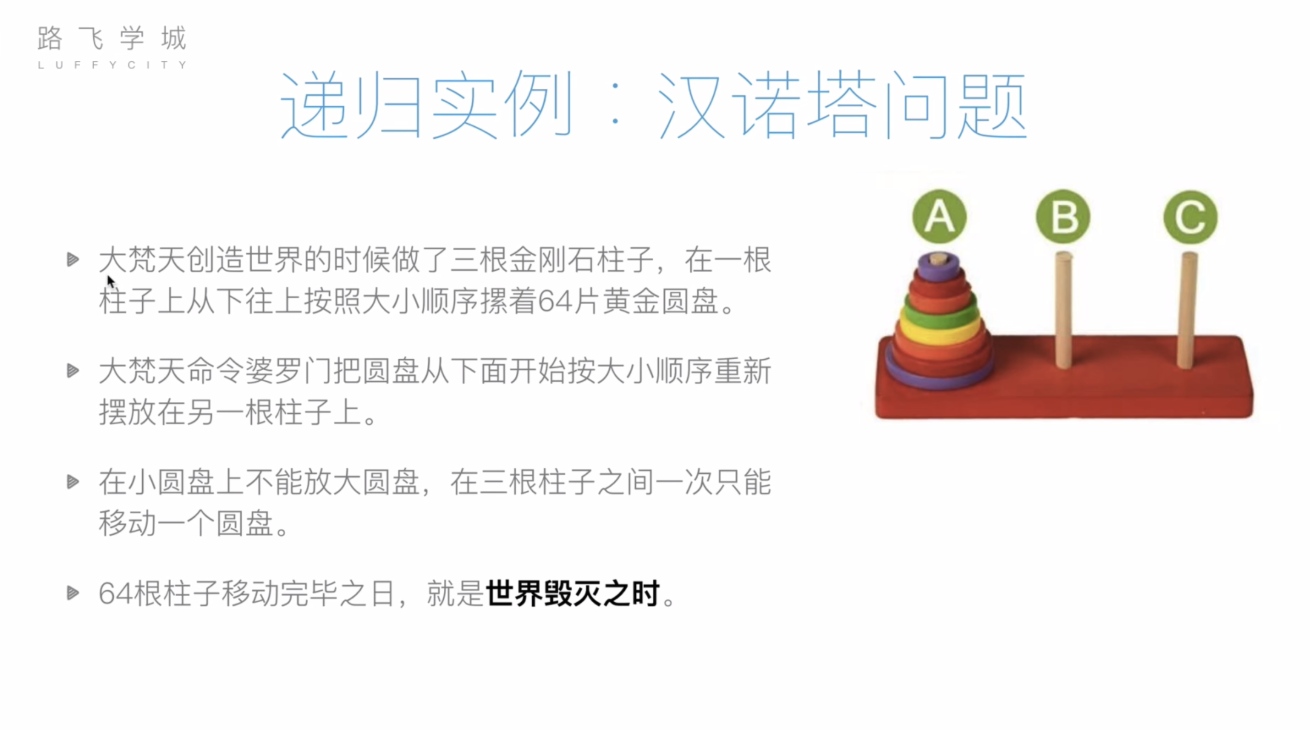 路飞学城
LUFFYCITY
递归实例：汉诺塔问题
A B C
大梵天创造世界的时候做了三根金刚石柱子，在一根
柱子上从下往上按照大小顺序摞着64片黄金圆盘。
大梵天命令婆罗门把圆盘从下面开始按大小顺序重新
摆放在另一根柱子上。
在小圆盘上不能放大圆盘，在三根柱子之间一次只能
移动一个圆盘。
64根柱子移动完毕之日，就是世界毁灭之时。